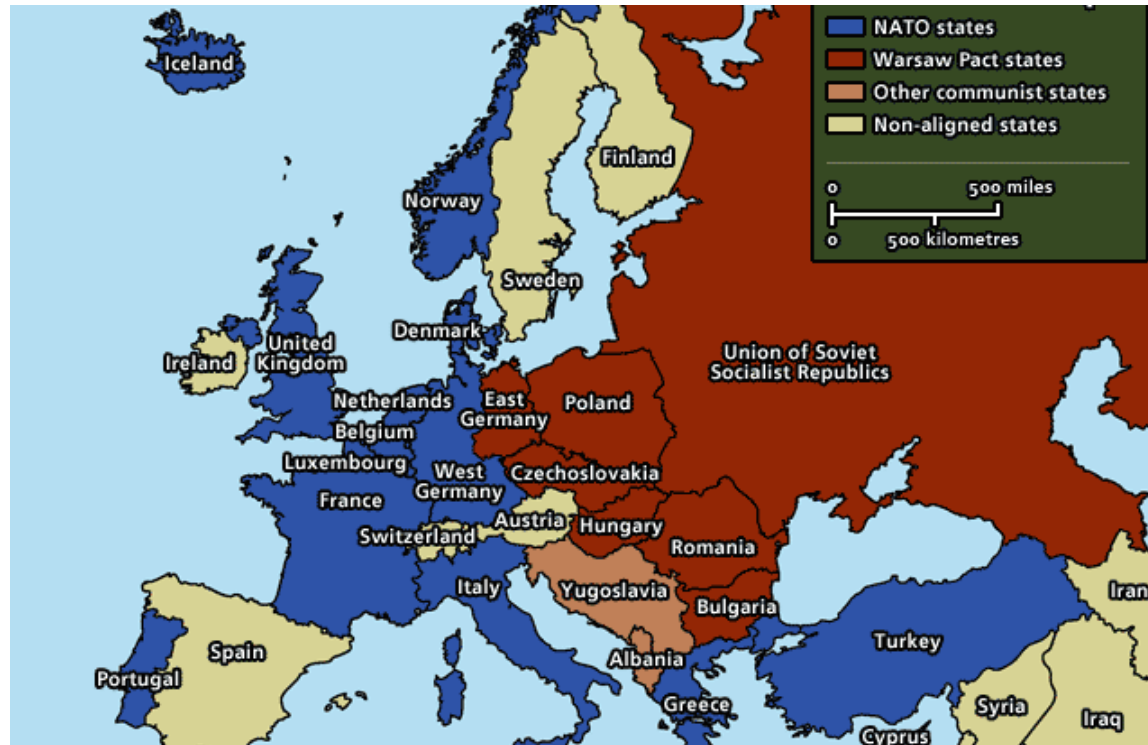 NATO states
Warsaw Pact states
Other communist states
Non-aligned states
0 500 miles
0 500 kilometres
Iceland
Finland
Norway
Sweden
Denmark
Ireland
United
Kingdom
Union of Soviet
Socialist Republics
Netherlands
East
Germany
Poland
Belgium
Luxembourg
West
Germany
Czechoslovakia
France
Switzerland
Austria
Hungary
Romania
Italy
Yugoslavia
Bulgaria
Iran
Spain
Portugal
Albania
Turkey
Greece
Syria
Iraq
Cyprus